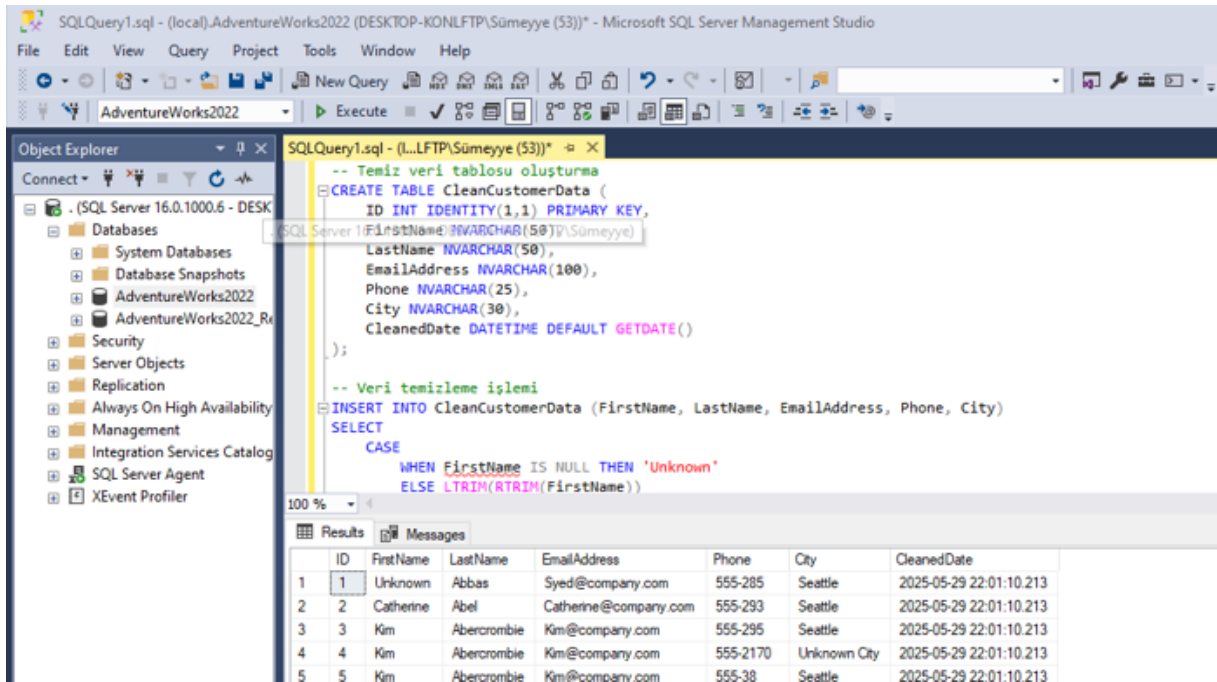 SQLQuery1.sql - (local).AdventureWorks2022 (DESKTOP-KONLFTP\Sümeyye (53))* - Microsoft SQL Server Management Studio
File Edit View Query Project Tools Window Help
New Query
AdventureWorks2022 Execute
Object Explorer
Connect
. (SQL Server 16.0.1000.6 - DESK
Databases
System Databases
Database Snapshots
AdventureWorks2022
AdventureWorks2022_Re
Security
Server Objects
Replication
Always On High Availability
Management
Integration Services Catalog
SQL Server Agent
XEvent Profiler
SQLQuery1.sql - (l...LFTP\Sümeyye (53))*
-- Temiz veri tablosu oluşturma
CREATE TABLE CleanCustomerData (
ID INT IDENTITY(1,1) PRIMARY KEY,
FirstName NVARCHAR(50),
LastName NVARCHAR(50),
EmailAddress NVARCHAR(100),
Phone NVARCHAR(25),
City NVARCHAR(30),
CleanedDate DATETIME DEFAULT GETDATE()
);
-- Veri temizleme işlemi
INSERT INTO CleanCustomerData (FirstName, LastName, EmailAddress, Phone, City)
SELECT
CASE
WHEN FirstName IS NULL THEN 'Unknown'
ELSE LTRIM(RTRIM(FirstName))
100 %
Results Messages
ID FirstName LastName EmailAddress Phone City CleanedDate
1 1 Unknown Abbas Syed@company.com 555-285 Seattle 2025-05-29 22:01:10.213
2 2 Catherine Abel Catherine@company.com 555-293 Seattle 2025-05-29 22:01:10.213
3 3 Kim Abercrombie Kim@company.com 555-295 Seattle 2025-05-29 22:01:10.213
4 4 Kim Abercrombie Kim@company.com 555-2170 Unknown City 2025-05-29 22:01:10.213
5 5 Kim Abercrombie Kim@company.com 555-38 Seattle 2025-05-29 22:01:10.213